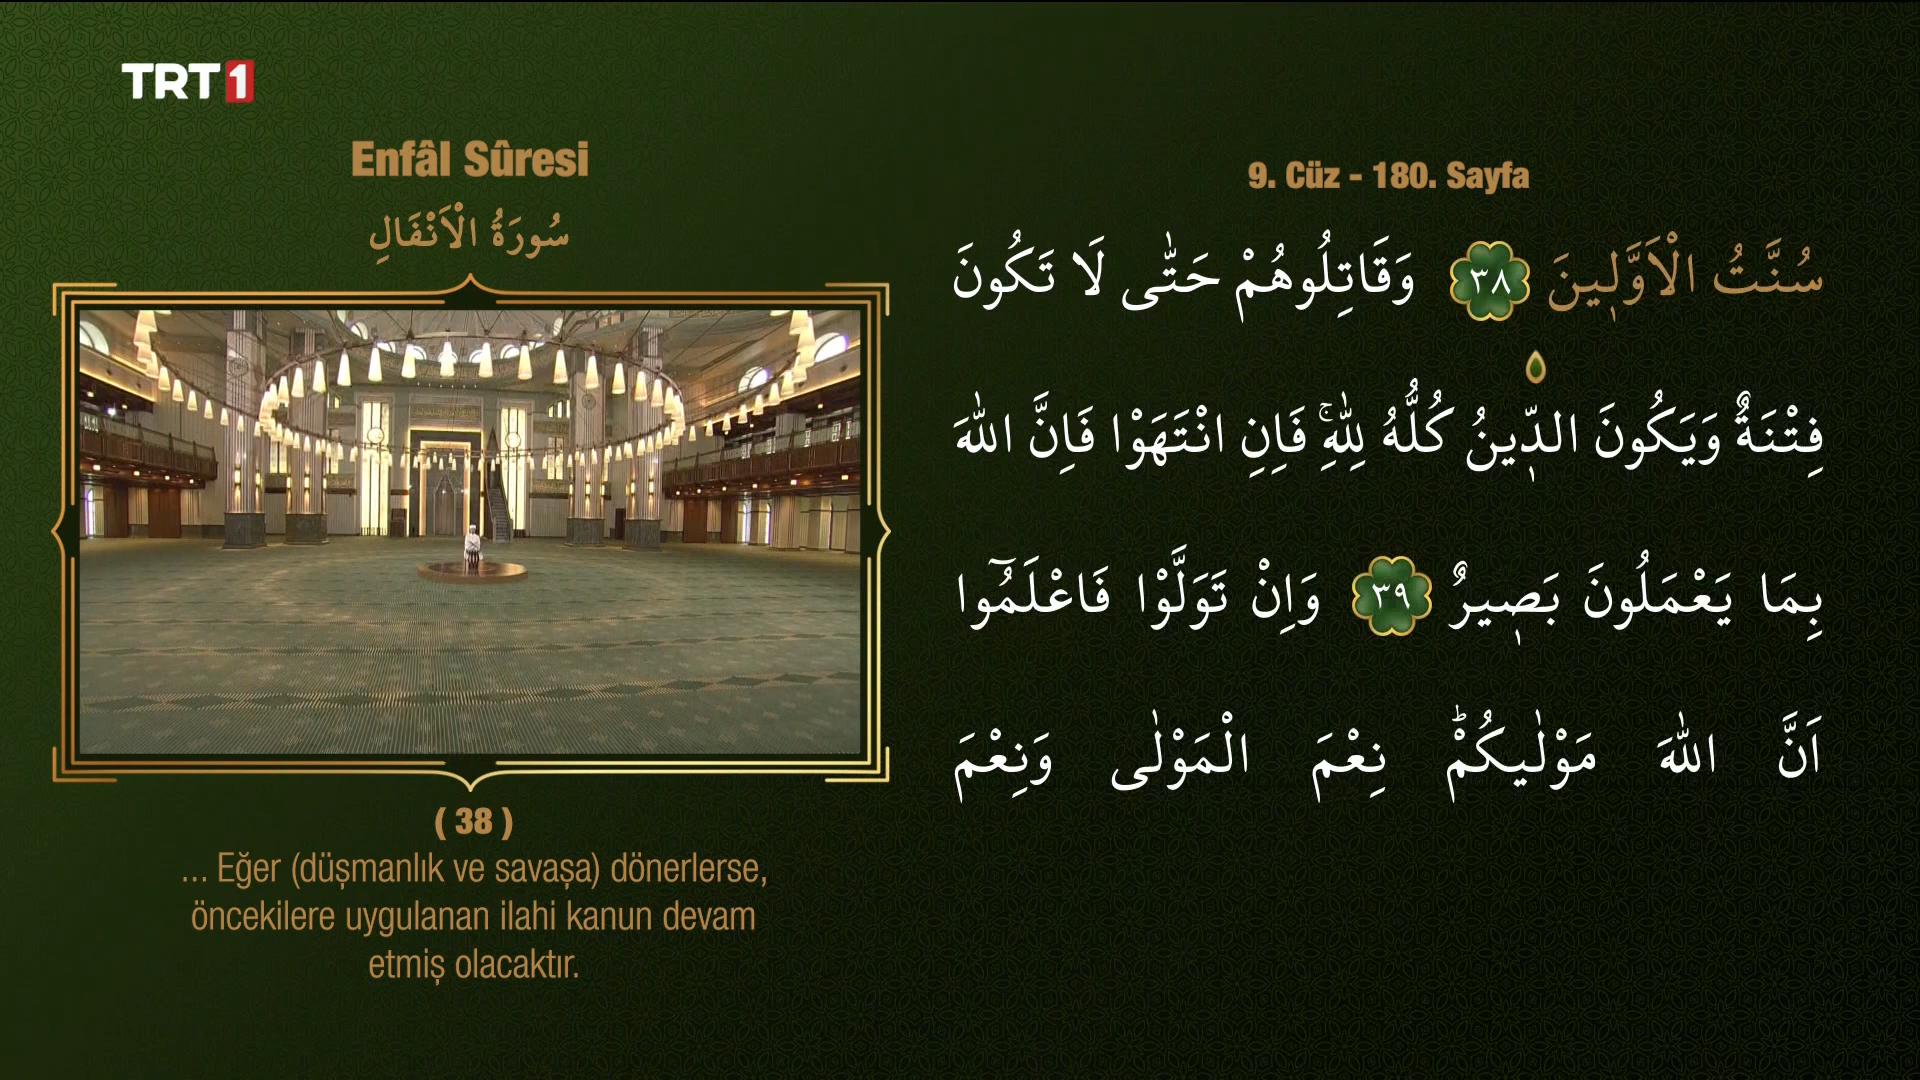 TRT 1
Enfâl Sûresi
سُورَةُ الْاَنْفَالِ
( 38 )
... Eğer (düşmanlık ve savaşa) dönerlerse,
öncekilere uygulanan ilahi kanun devam
etmiş olacaktır.
9. Cüz - 180. Sayfa
سُنَّتُ الْاَوَّلٖينَ ﴿٣٨﴾ وَقَاتِلُوهُمْ حَتّٰى لَا تَكُونَ
فِتْنَةٌ وَيَكُونَ الدّٖينُ كُلُّهُ لِلّٰهِۚ فَاِنِ انْتَهَوْا فَاِنَّ اللّٰهَ
بِمَا يَعْمَلُونَ بَصٖيرٌ ﴿٣٩﴾ وَاِنْ تَوَلَّوْا فَاعْلَمُٓوا
اَنَّ اللّٰهَ مَوْلٰيكُمْؕ نِعْمَ الْمَوْلٰى وَنِعْمَ